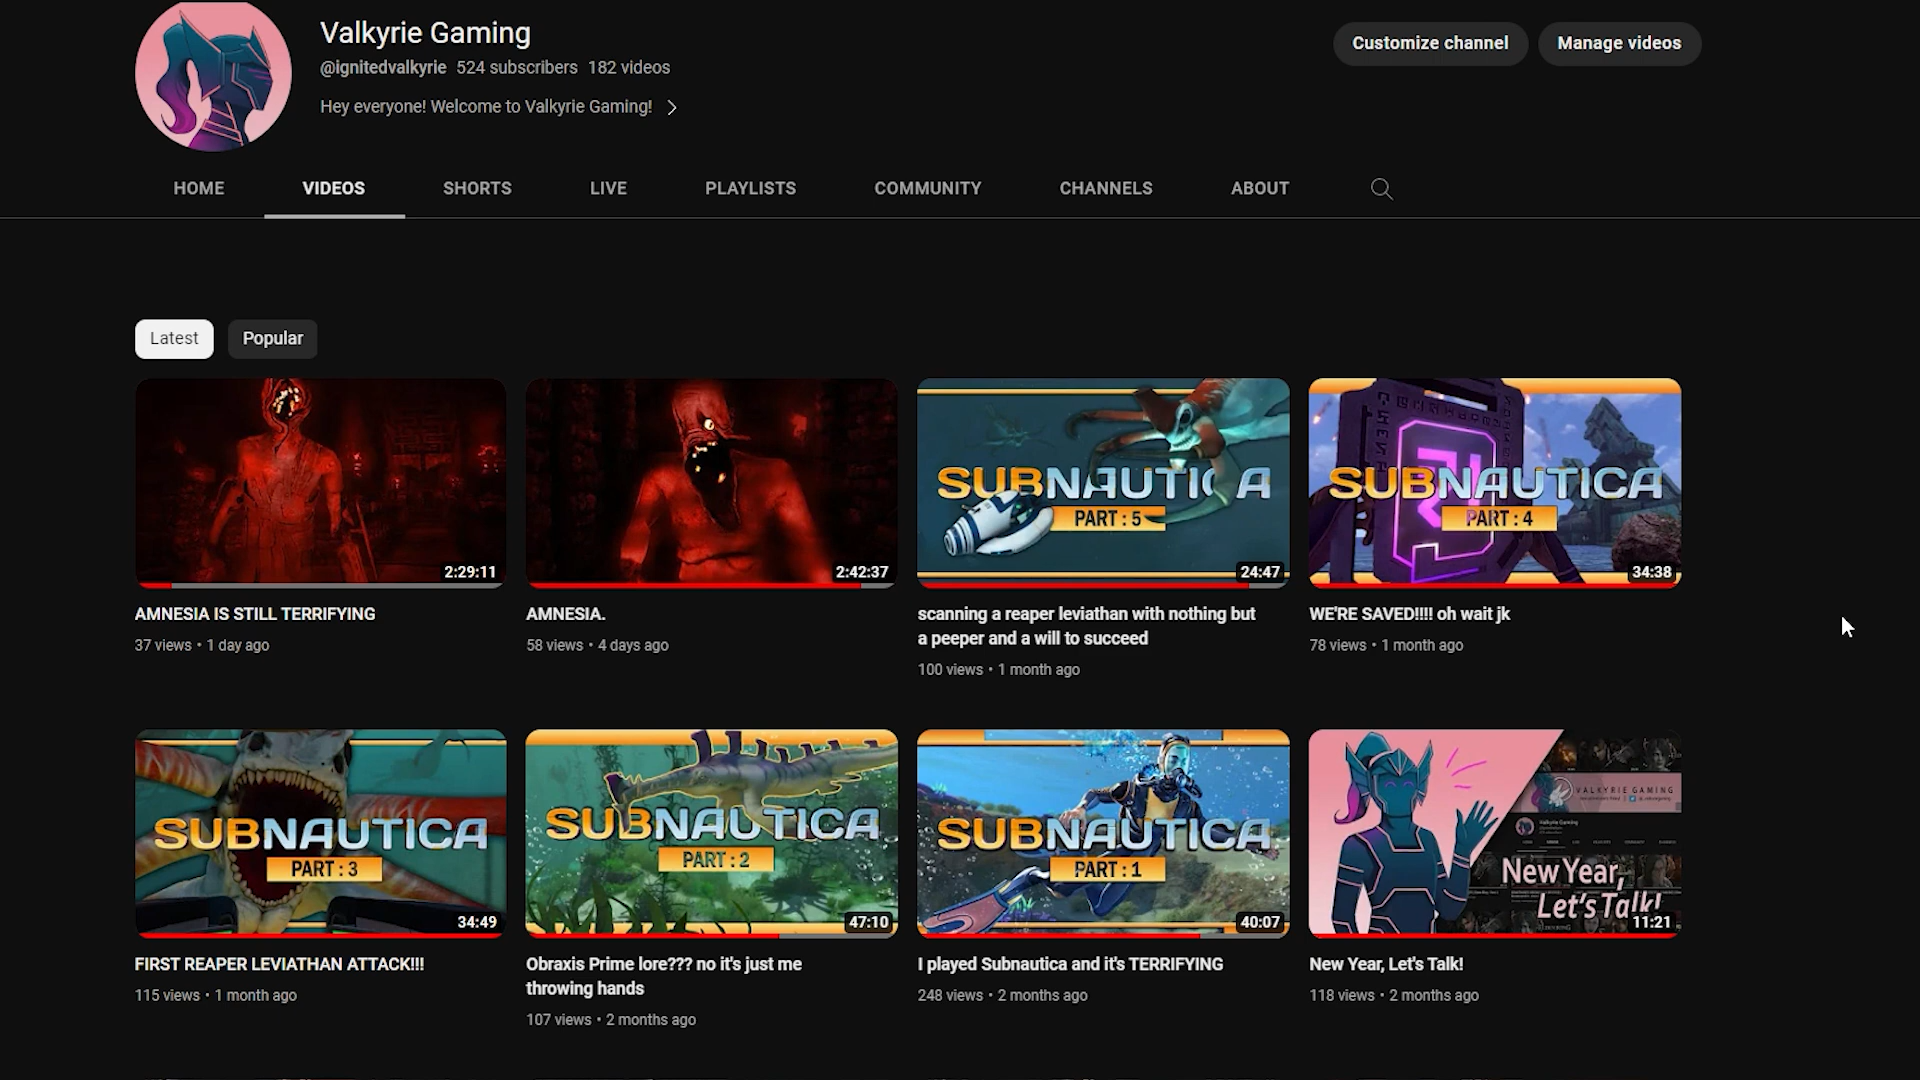 Valkyrie Gaming
@ignitedvalkyrie 524 subscribers 182 videos
Hey everyone! Welcome to Valkyrie Gaming!
Customize channel
Manage videos
HOME
VIDEOS
SHORTS
LIVE
PLAYLISTS
COMMUNITY
CHANNELS
ABOUT
Latest
Popular
2:29:11
AMNESIA IS STILL TERRIFYING
37 views • 1 day ago
2:42:37
AMNESIA.
58 views • 4 days ago
SUBNAUTICA
PART : 5
24:47
scanning a reaper leviathan with nothing but
a peeper and a will to succeed
100 views • 1 month ago
SUBNAUTICA
PART : 4
34:38
WE'RE SAVED!!!! oh wait jk
78 views • 1 month ago
SUBNAUTICA
PART : 3
34:49
FIRST REAPER LEVIATHAN ATTACK!!!
115 views • 1 month ago
SUBNAUTICA
PART : 2
47:10
Obraxis Prime lore??? no it's just me
throwing hands
107 views • 2 months ago
SUBNAUTICA
PART : 1
40:07
I played Subnautica and it's TERRIFYING
248 views • 2 months ago
VALKYRIE GAMING
Valkyrie Gaming
New Year,
Let's Talk!
11:21
New Year, Let's Talk!
118 views • 2 months ago